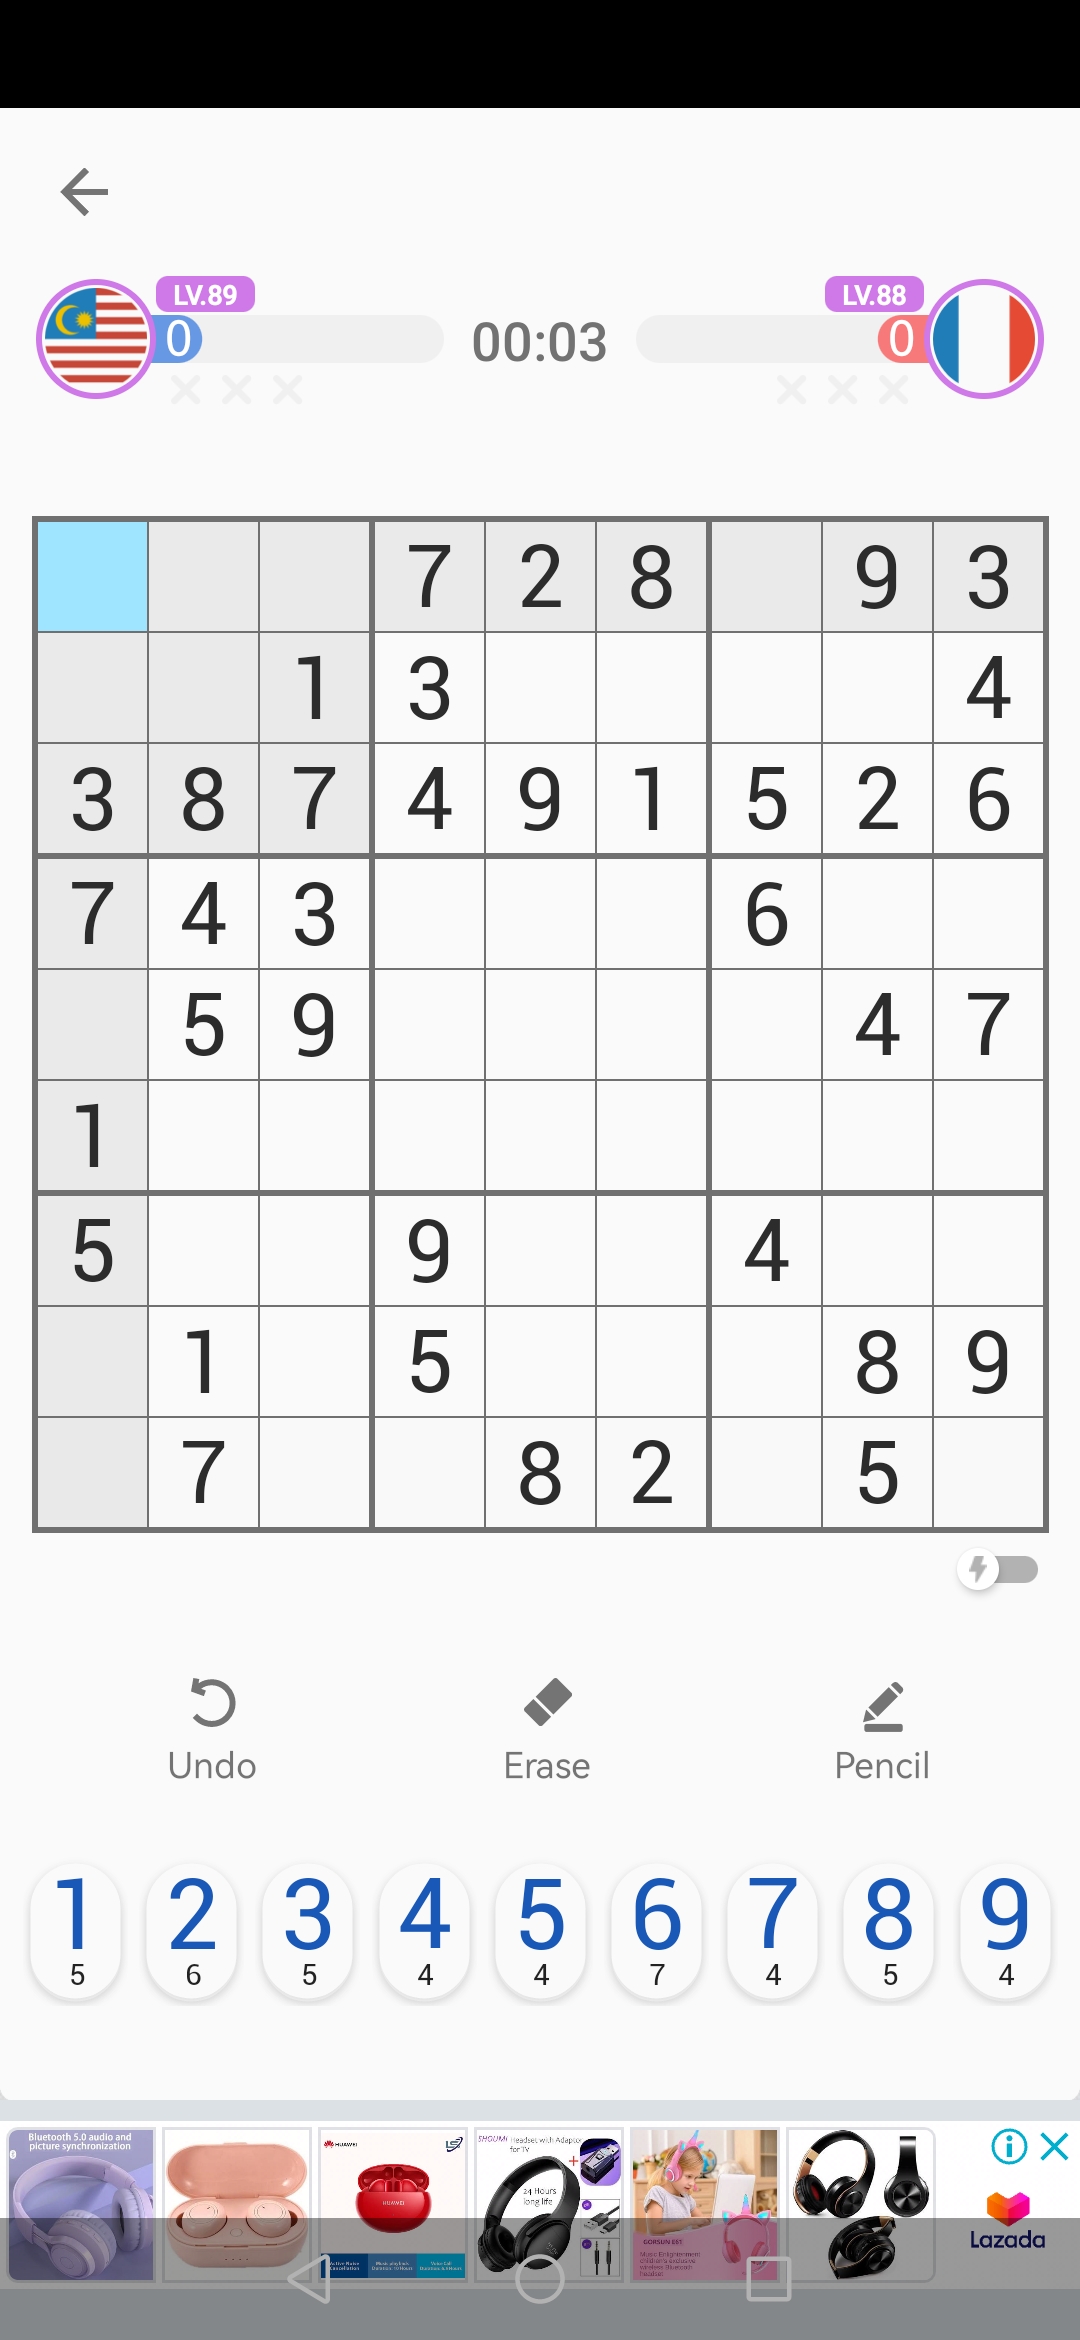 LV.89
LV.88
0
00:03
0
7 2 8 9 3
1 3 4
3 8 7 4 9 1 5 2 6
7 4 3 6
5 9 4 7
1
5 9 4
1 5 8 9
7 8 2 5
Undo
Erase
Pencil
1 2 3 4 5 6 7 8 9
5 6 5 4 4 7 4 5 4
Bluetooth 5.0 audio and
picture synchronization
HUAWEI
HUAWEI
SHOUMI Headset with Adaptor
for TV
24 Hours
long life
Lazada